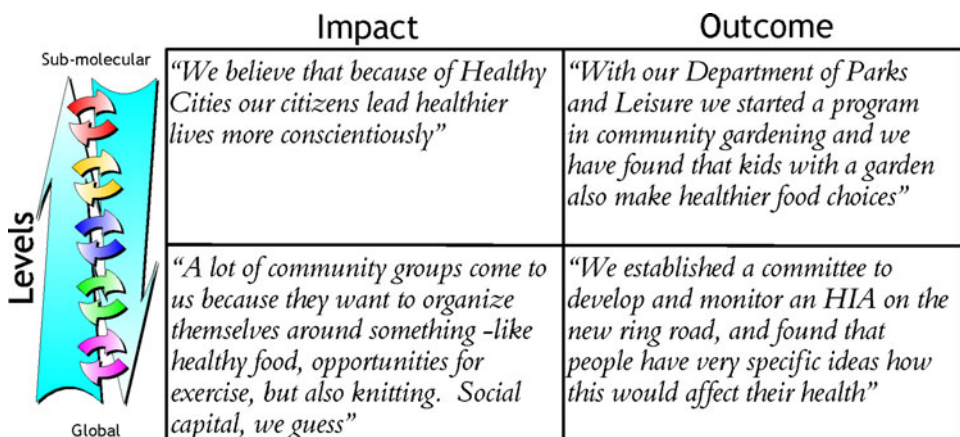 Impact
Outcome
Sub-molecular
Levels
Global
"We believe that because of Healthy
Cities our citizens lead healthier
lives more conscientiously"
"With our Department of Parks
and Leisure we started a program
in community gardening and we
have found that kids with a garden
also make healthier food choices"
"A lot of community groups come to
us because they want to organize
themselves around something –like
healthy food, opportunities for
exercise, but also knitting. Social
capital, we guess"
"We established a committee to
develop and monitor an HIA on the
new ring road, and found that
people have very specific ideas how
this would affect their health"